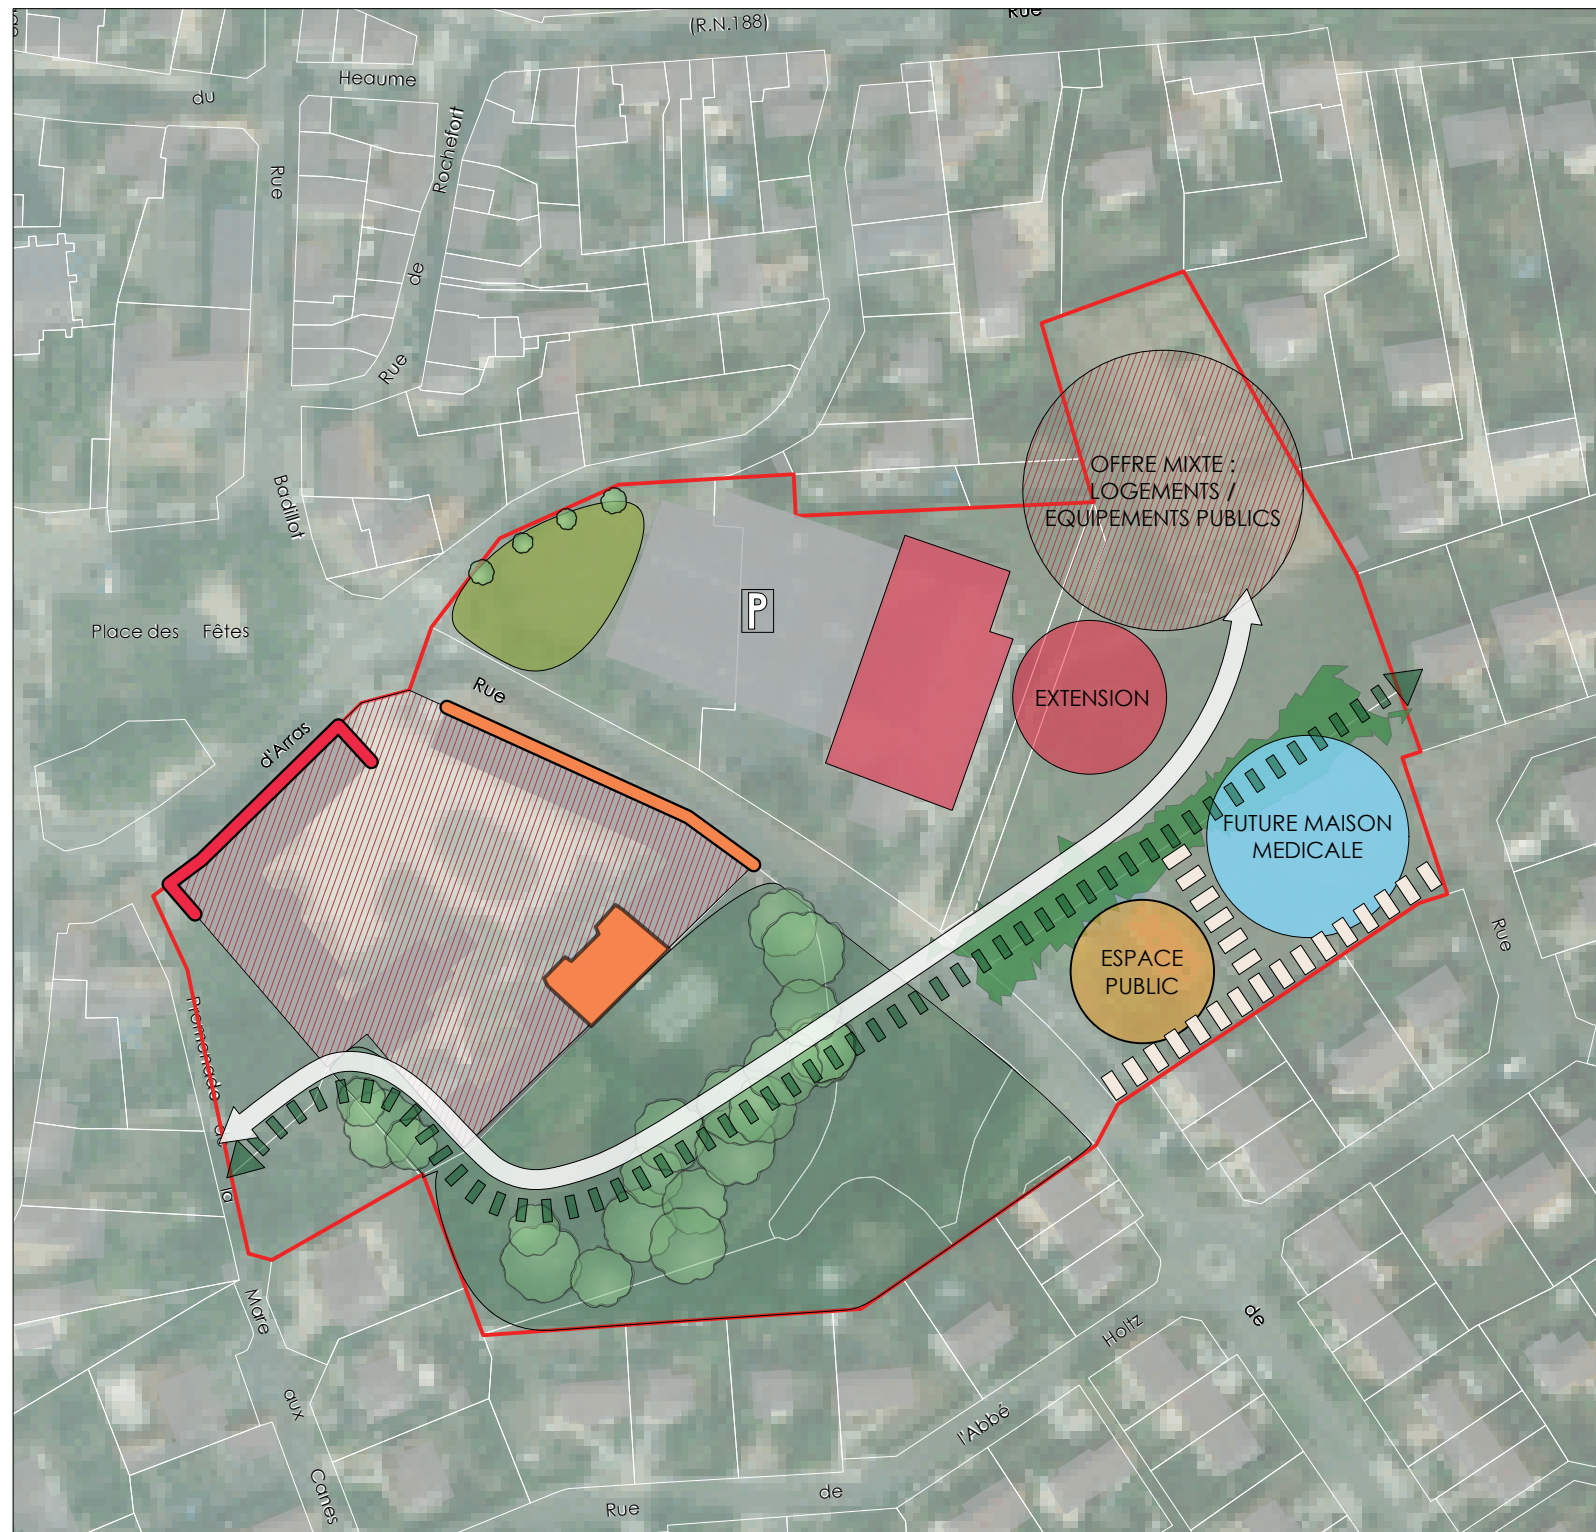 (R.N.188)
Rue
Heaume
du
Rue
Rochefort
de
Rue
Badillot
OFFRE MIXTE :
LOGEMENTS /
EQUIPEMENTS PUBLICS
P
Place des Fêtes
Rue
d'Arras
EXTENSION
FUTURE MAISON
MEDICALE
ESPACE
PUBLIC
Rue
Promenade
de
la
Mare
aux
Canes
Holtz
de
l'Abbé
de
Rue